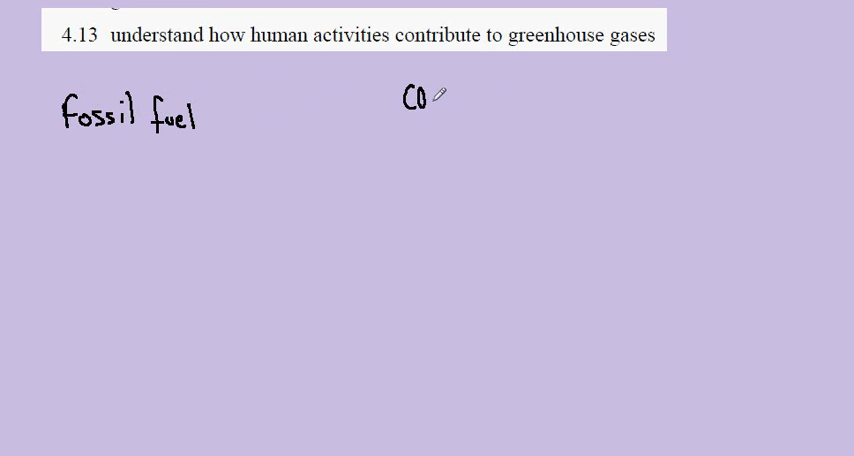 4.13 understand how human activities contribute to greenhouse gases
Fossil fuel
CO